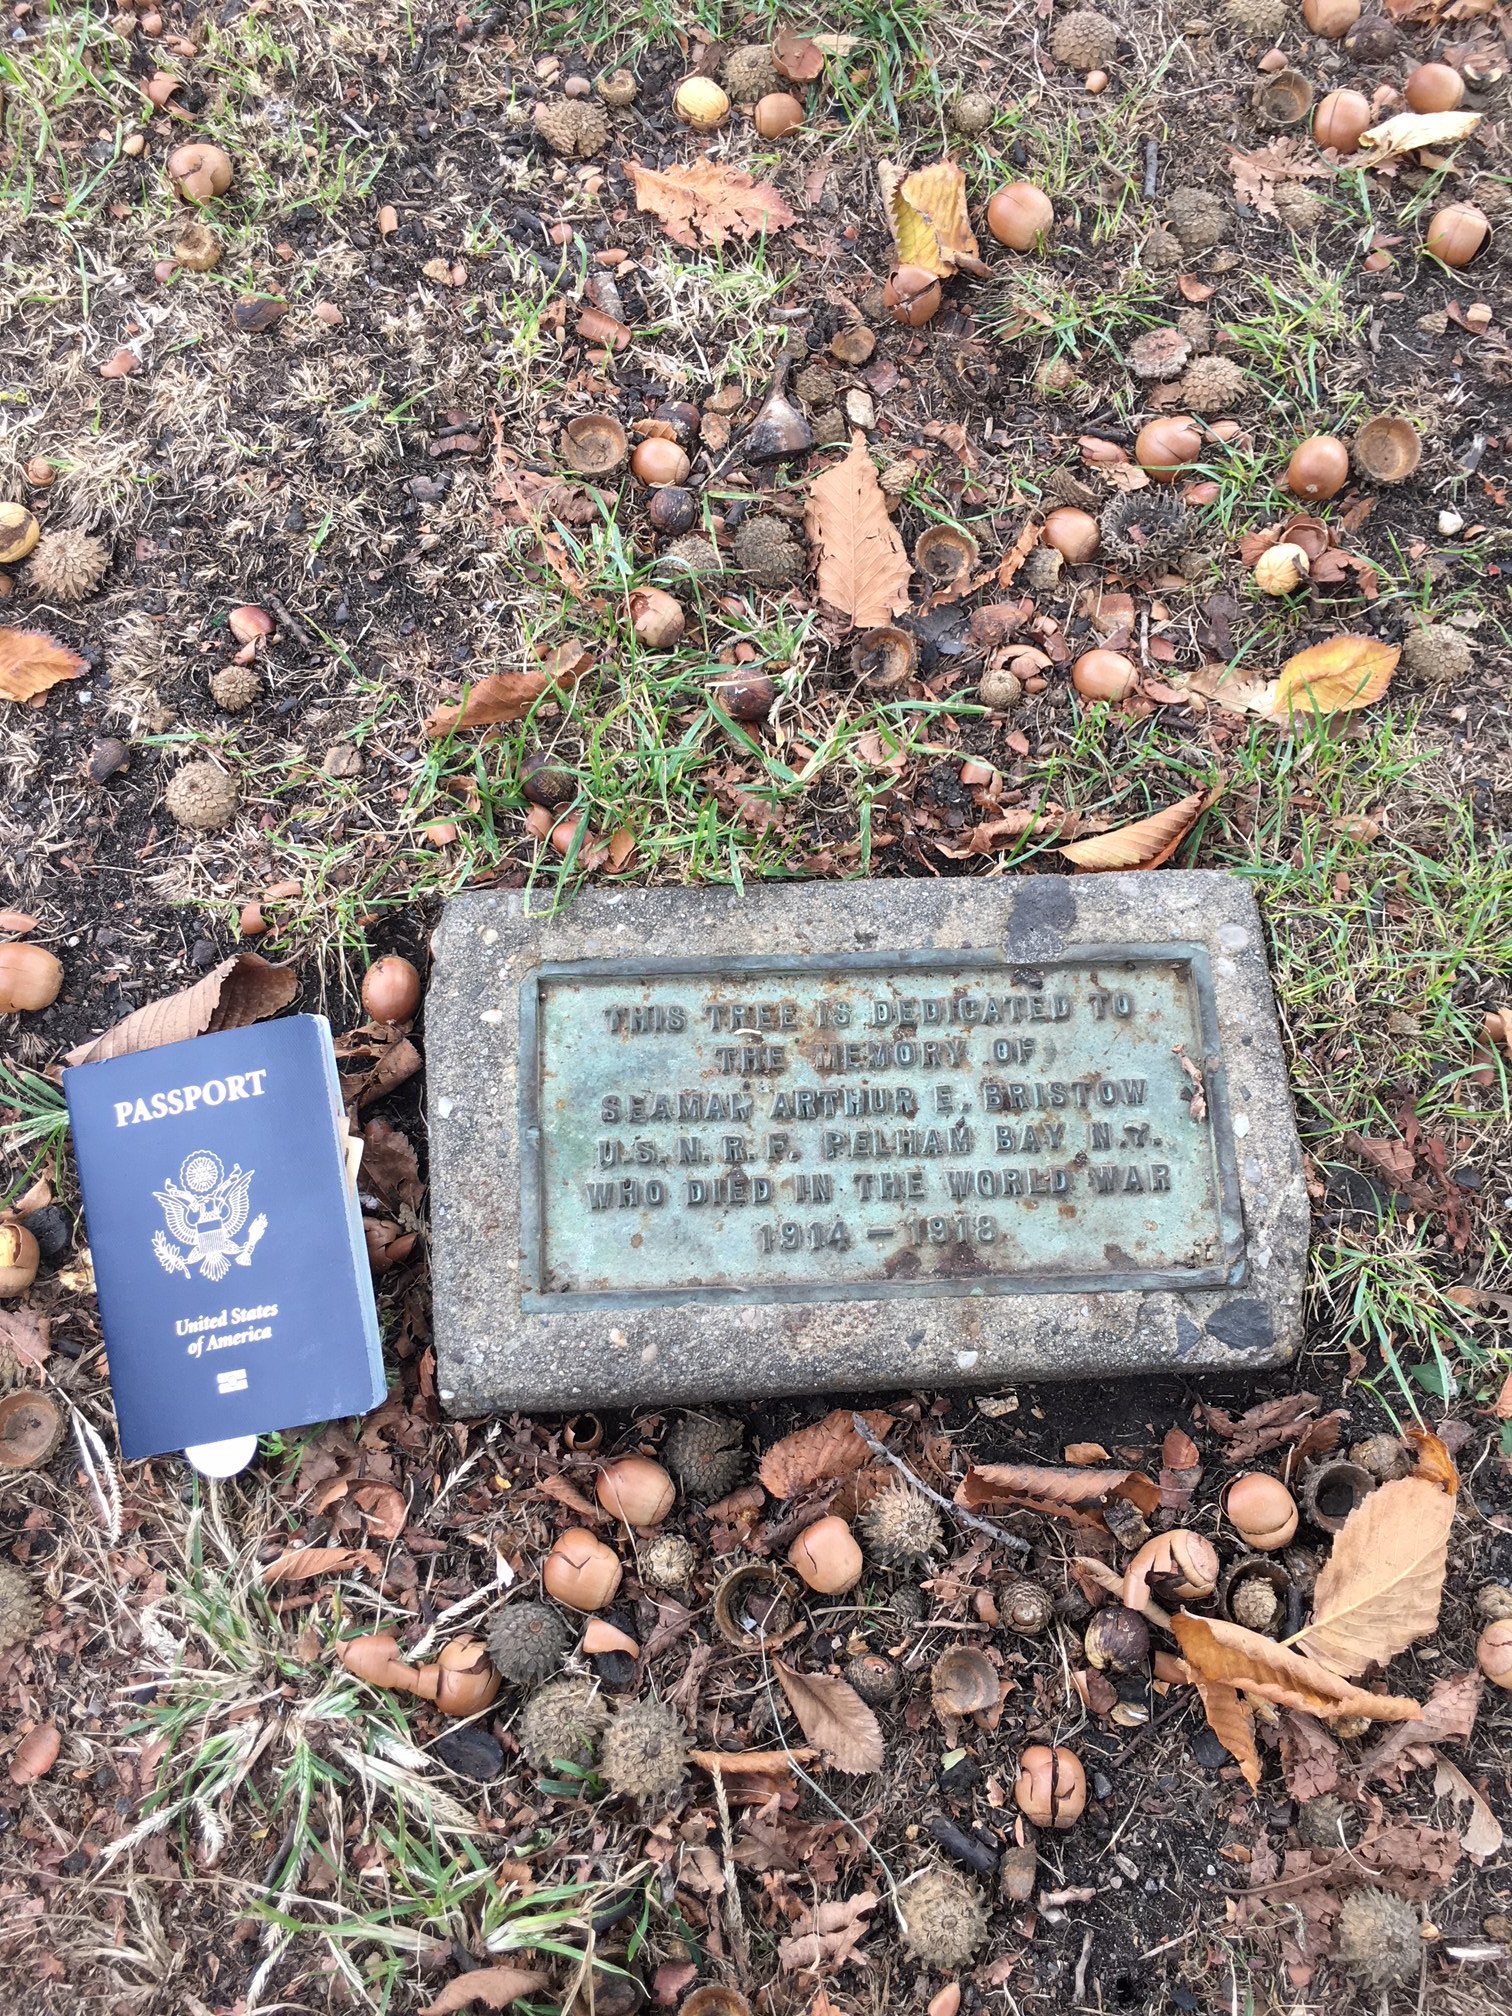 THIS TREE IS DEDICATED TO
THE MEMORY OF
SEAMAN ARTHUR E. BRISTOW
U.S.N.R.F. PELHAM BAY N.Y.
WHO DIED IN THE WORLD WAR
1914 – 1918
PASSPORT
United States
of America